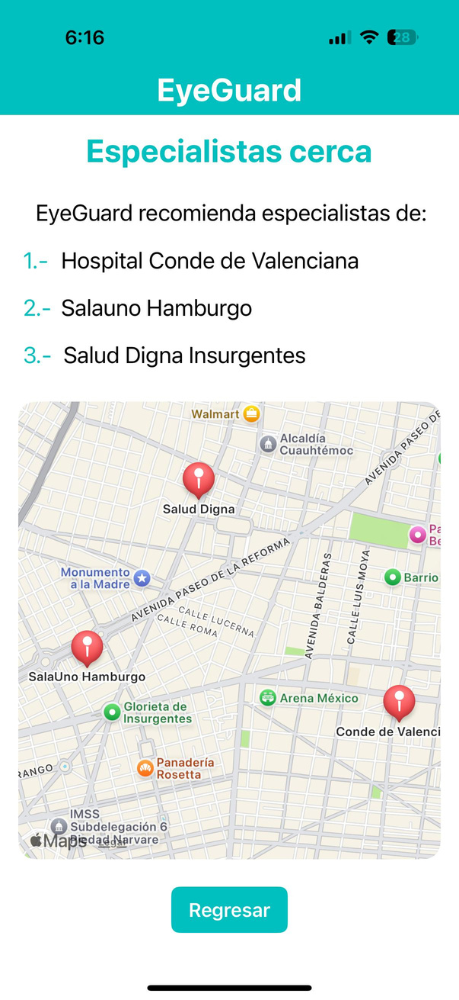 6:16
28
EyeGuard
Especialistas cerca
EyeGuard recomienda especialistas de:
1.- Hospital Conde de Valenciana
2.- Salauno Hamburgo
3.- Salud Digna Insurgentes
Walmart
Alcaldía
Cuauhtémoc
AVENIDA PASEO DE
Salud Digna
Pa
Be
AVENIDA PASEO DE LA REFORMA
Monumento
a la Madre
AVENIDA BALDERAS
CALLE LUIS MOYA
Barrio
CALLE LUCERNA
CALLE ROMA
SalaUno Hamburgo
Arena México
Glorieta de
Insurgentes
Conde de Valenci
Panadería
Rosetta
RANGO
IMSS
Subdelegación 6
Piedad Narvare
Maps
Legal
Regresar